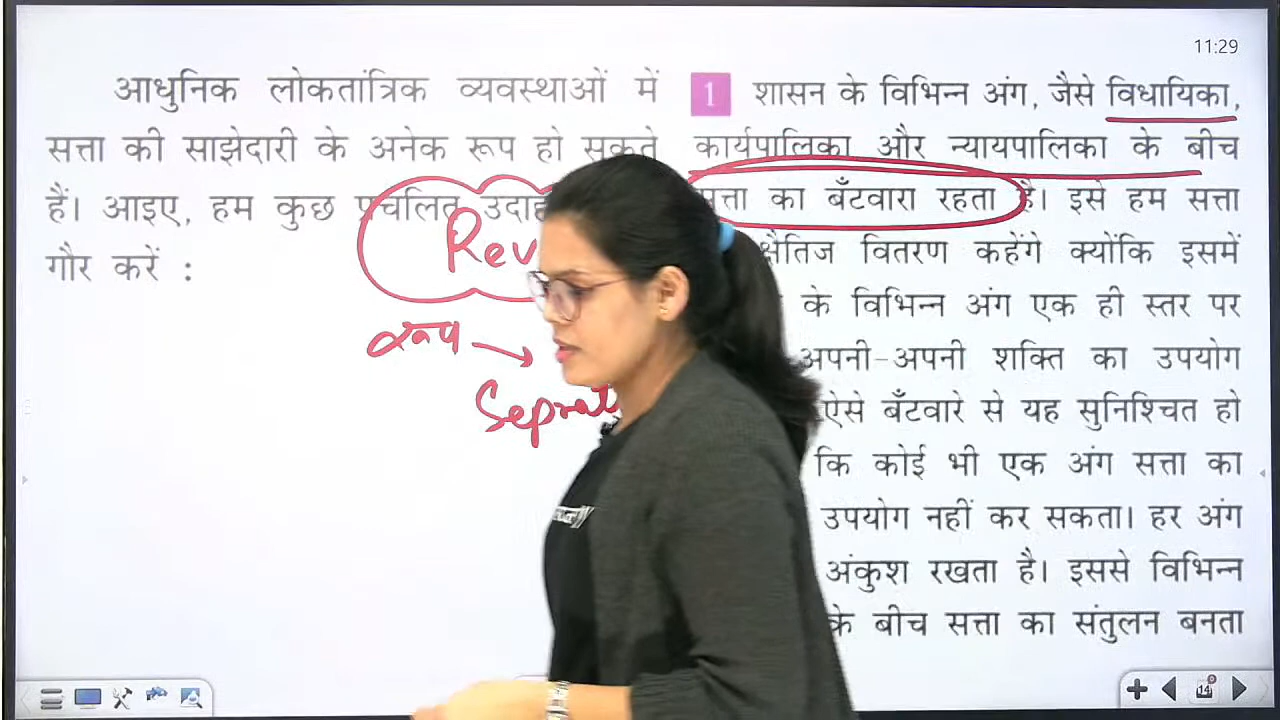 11:29
आधुनिक लोकतांत्रिक व्यवस्थाओं में
सत्ता की साझेदारी के अनेक रूप हो सकते
हैं। आइए, हम कुछ प्रचलित
गौर करें :
Rev
रूप →
1 शासन के विभिन्न अंग, जैसे विधायिका,
कार्यपालिका और न्यायपालिका के बीच
सत्ता का बँटवारा रहता है। इसे हम सत्ता
क्षैतिज वितरण कहेंगे क्योंकि इसमें
के विभिन्न अंग एक ही स्तर पर
अपनी-अपनी शक्ति का उपयोग
ऐसे बँटवारे से यह सुनिश्चित हो
कि कोई भी एक अंग सत्ता का
उपयोग नहीं कर सकता। हर अंग
अंकुश रखता है। इससे विभिन्न
के बीच सत्ता का संतुलन बनता
14